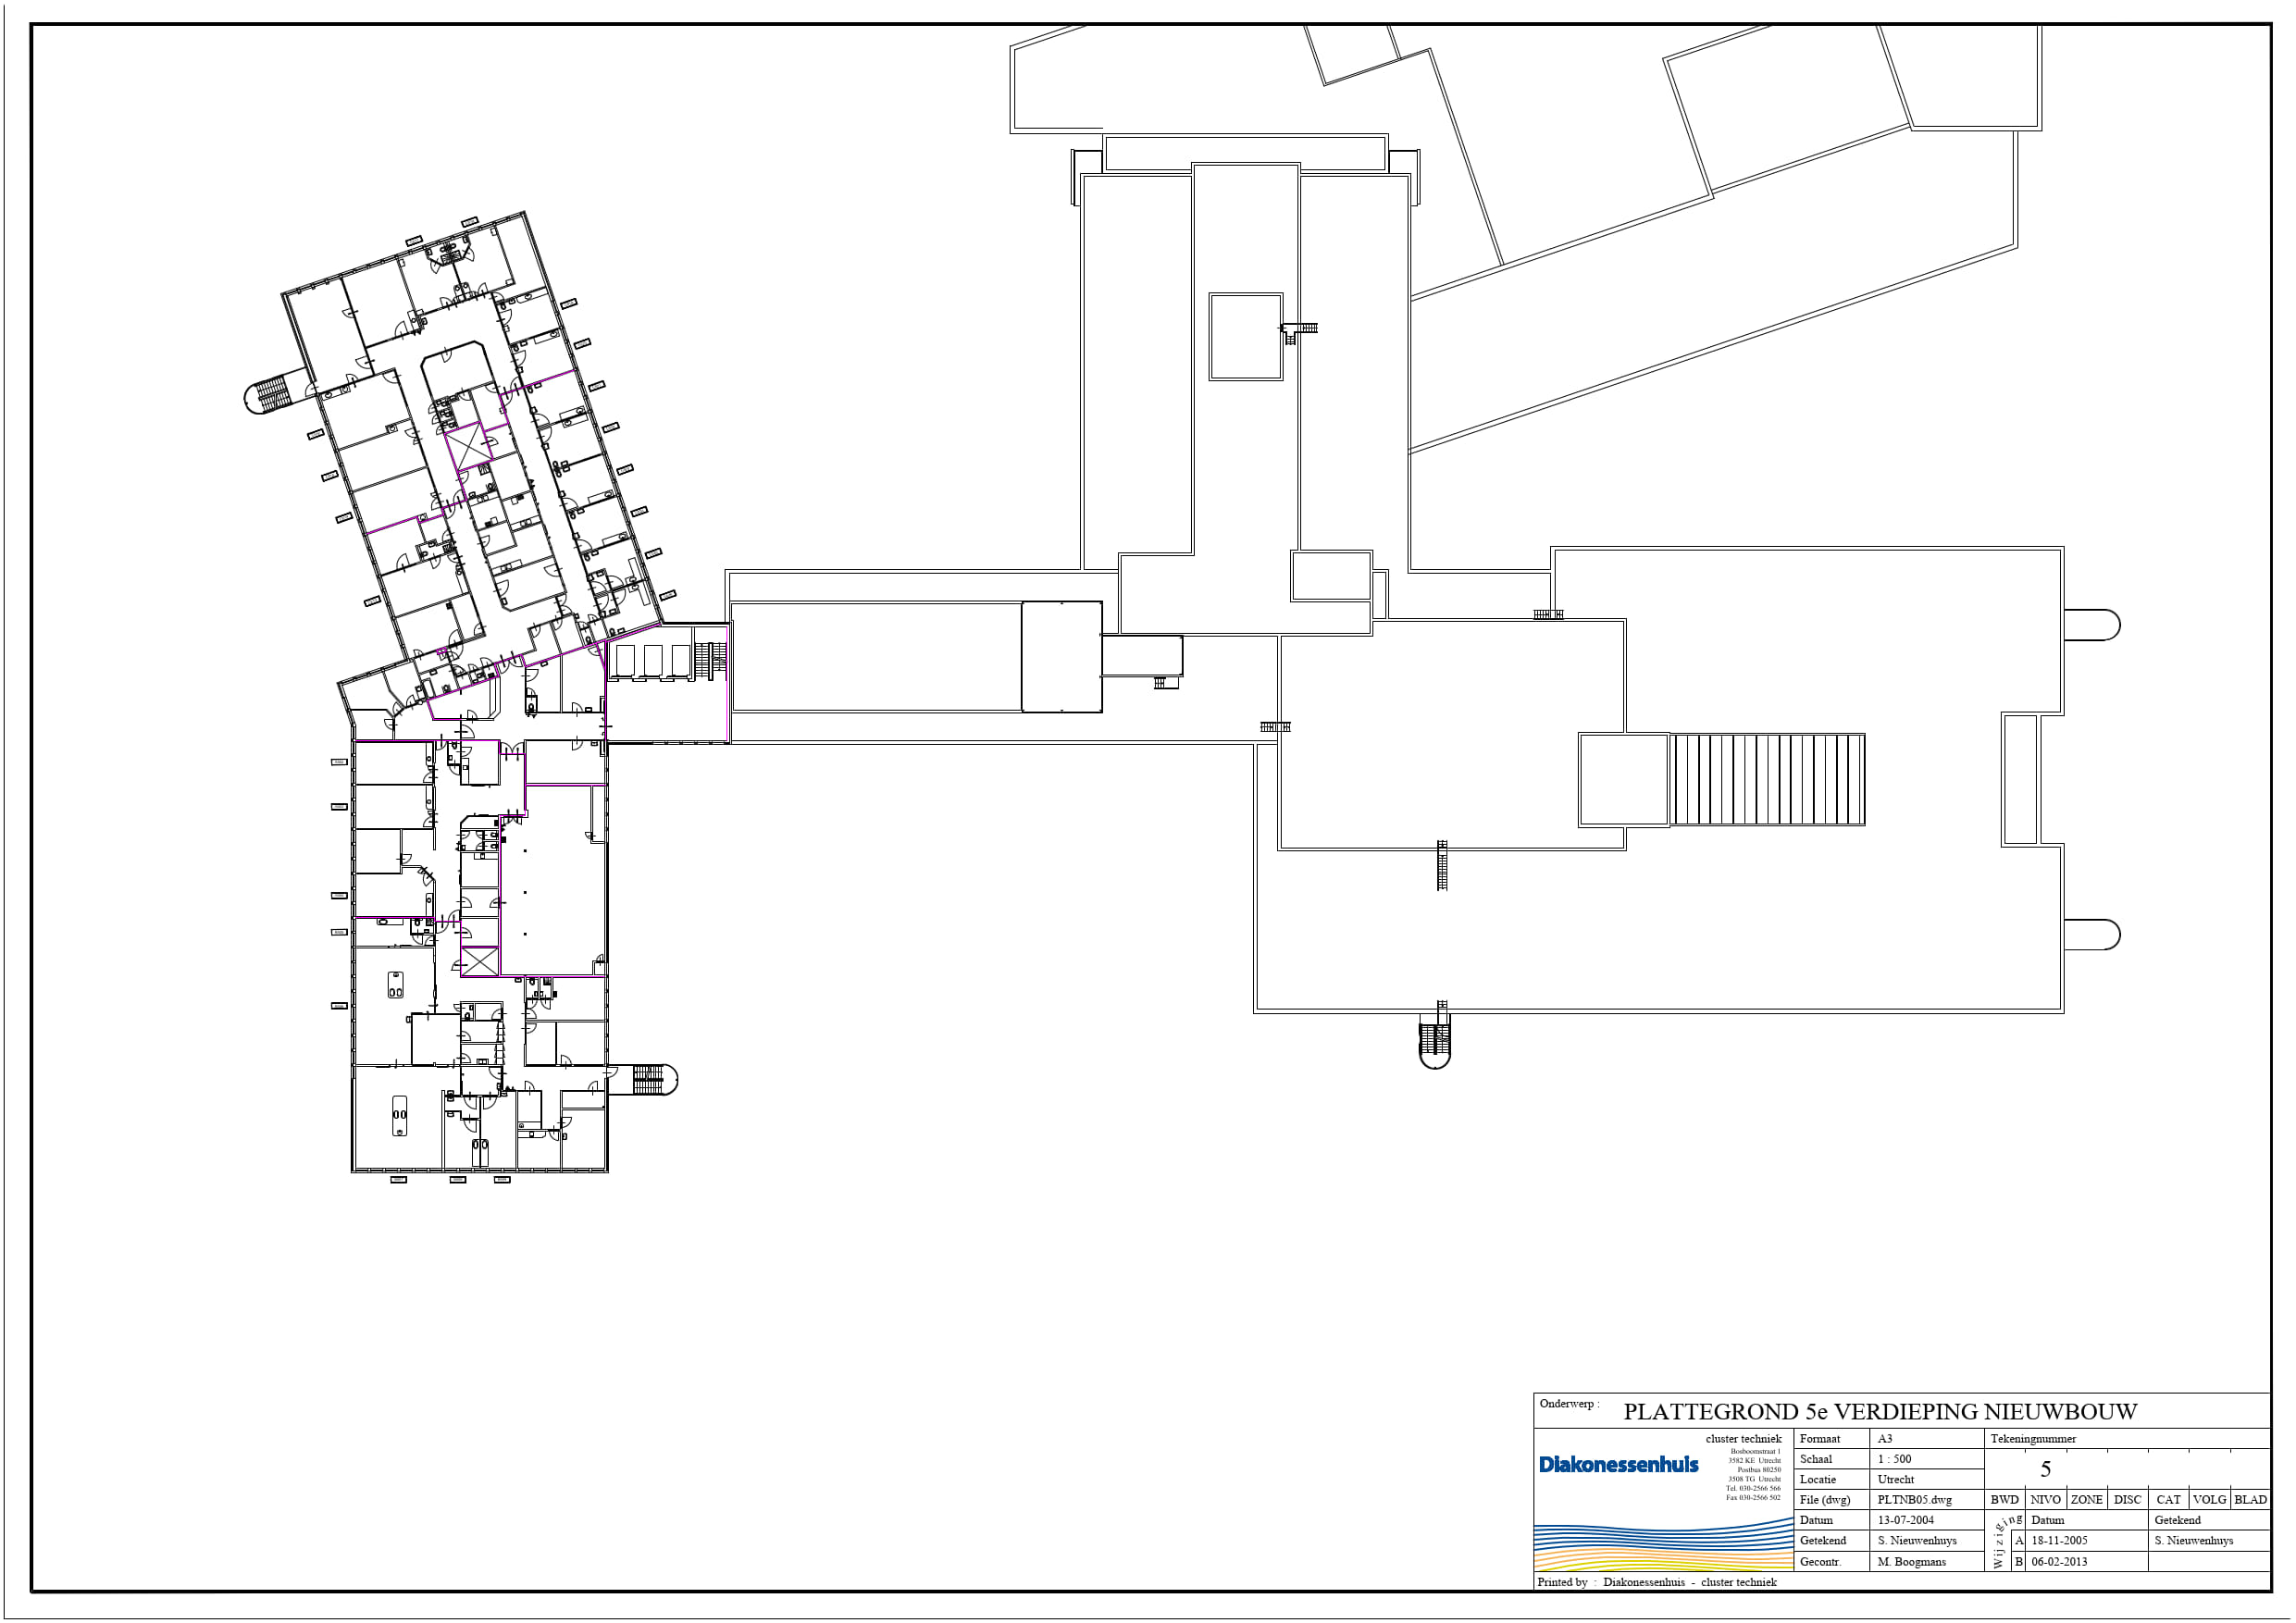 Onderwerp : PLATTEGROND 5e VERDIEPING NIEUWBOUW
cluster techniek
Bosboomstraat 1
3582 KE Utrecht
Postbus 80250
3508 TG Utrecht
Tel. 030-2566 566
Fax 030-2566 502
Diakonessenhuis
Formaat A3
Schaal 1 : 500
Locatie Utrecht
File (dwg) PLTNB05.dwg
Datum 13-07-2004
Getekend S. Nieuwenhuys
Gecontr. M. Boogmans
Tekeningnummer
5
BWD NIVO ZONE DISC CAT VOLG BLAD
Wijziging Datum Getekend
A 18-11-2005 S. Nieuwenhuys
B 06-02-2013
Printed by : Diakonessenhuis - cluster techniek